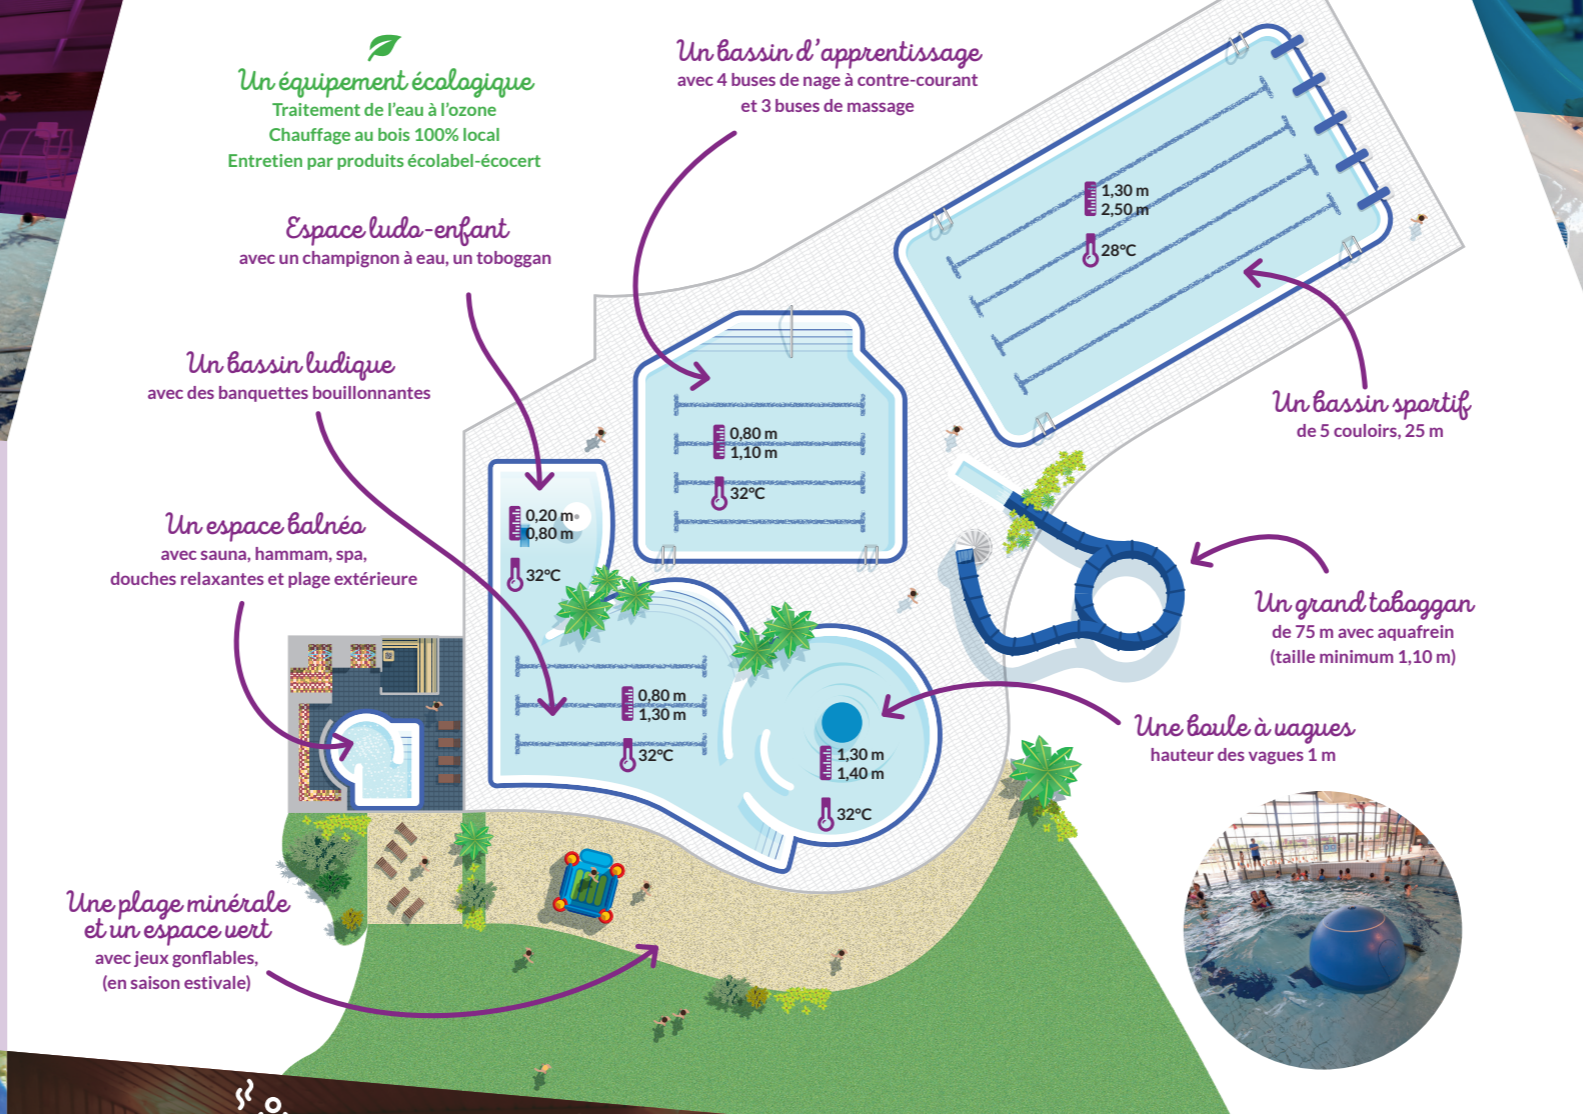 Un équipement écologique
Traitement de l'eau à l'ozone
Chauffage au bois 100% local
Entretien par produits écolabel-écocert
Un bassin d'apprentissage
avec 4 buses de nage à contre-courant
et 3 buses de massage
Espace ludo-enfant
avec un champignon à eau, un toboggan
Un bassin ludique
avec des banquettes bouillonnantes
Un espace balnéo
avec sauna, hammam, spa,
douches relaxantes et plage extérieure
1,30 m
2,50 m
28°C
Un bassin sportif
de 5 couloirs, 25 m
0,80 m
1,10 m
32°C
0,20 m
0,80 m
32°C
Un grand toboggan
de 75 m avec aquafrein
(taille minimum 1,10 m)
0,80 m
1,30 m
32°C
Une boule à vagues
hauteur des vagues 1 m
1,30 m
1,40 m
32°C
Une plage minérale
et un espace vert
avec jeux gonflables,
(en saison estivale)